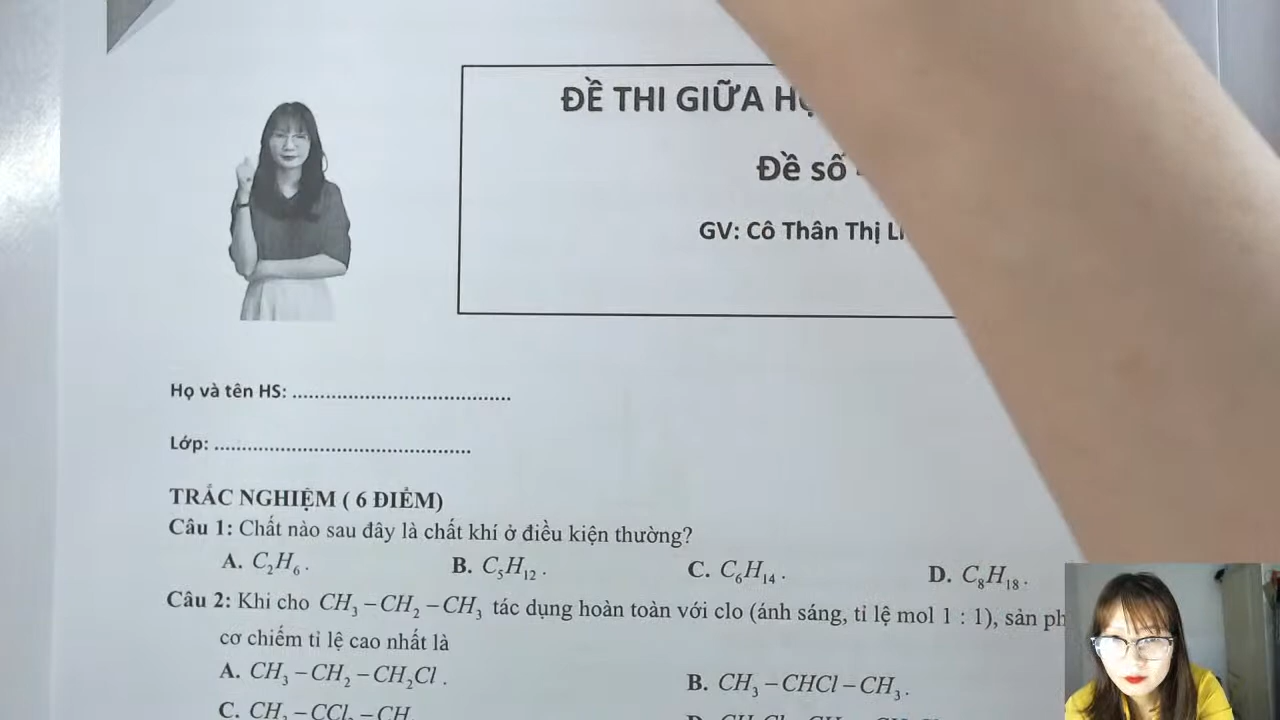 ĐỀ THI GIỮA
Đề số
GV: Cô Thân Thị
Họ và tên HS: ........................................
Lớp: ...............................................
TRẮC NGHIỆM ( 6 ĐIỂM)
Câu 1: Chất nào sau đây là chất khí ở điều kiện thường?
A. C₂H₆. B. C₅H₁₂. C. C₆H₁₄. D. C₈H₁₈.
Câu 2: Khi cho CH₃−CH₂−CH₃ tác dụng hoàn toàn với clo (ánh sáng, tỉ lệ mol 1 : 1), sản
cơ chiếm tỉ lệ cao nhất là
A. CH₃−CH₂−CH₂Cl. B. CH₃−CHCl−CH₃.
C.